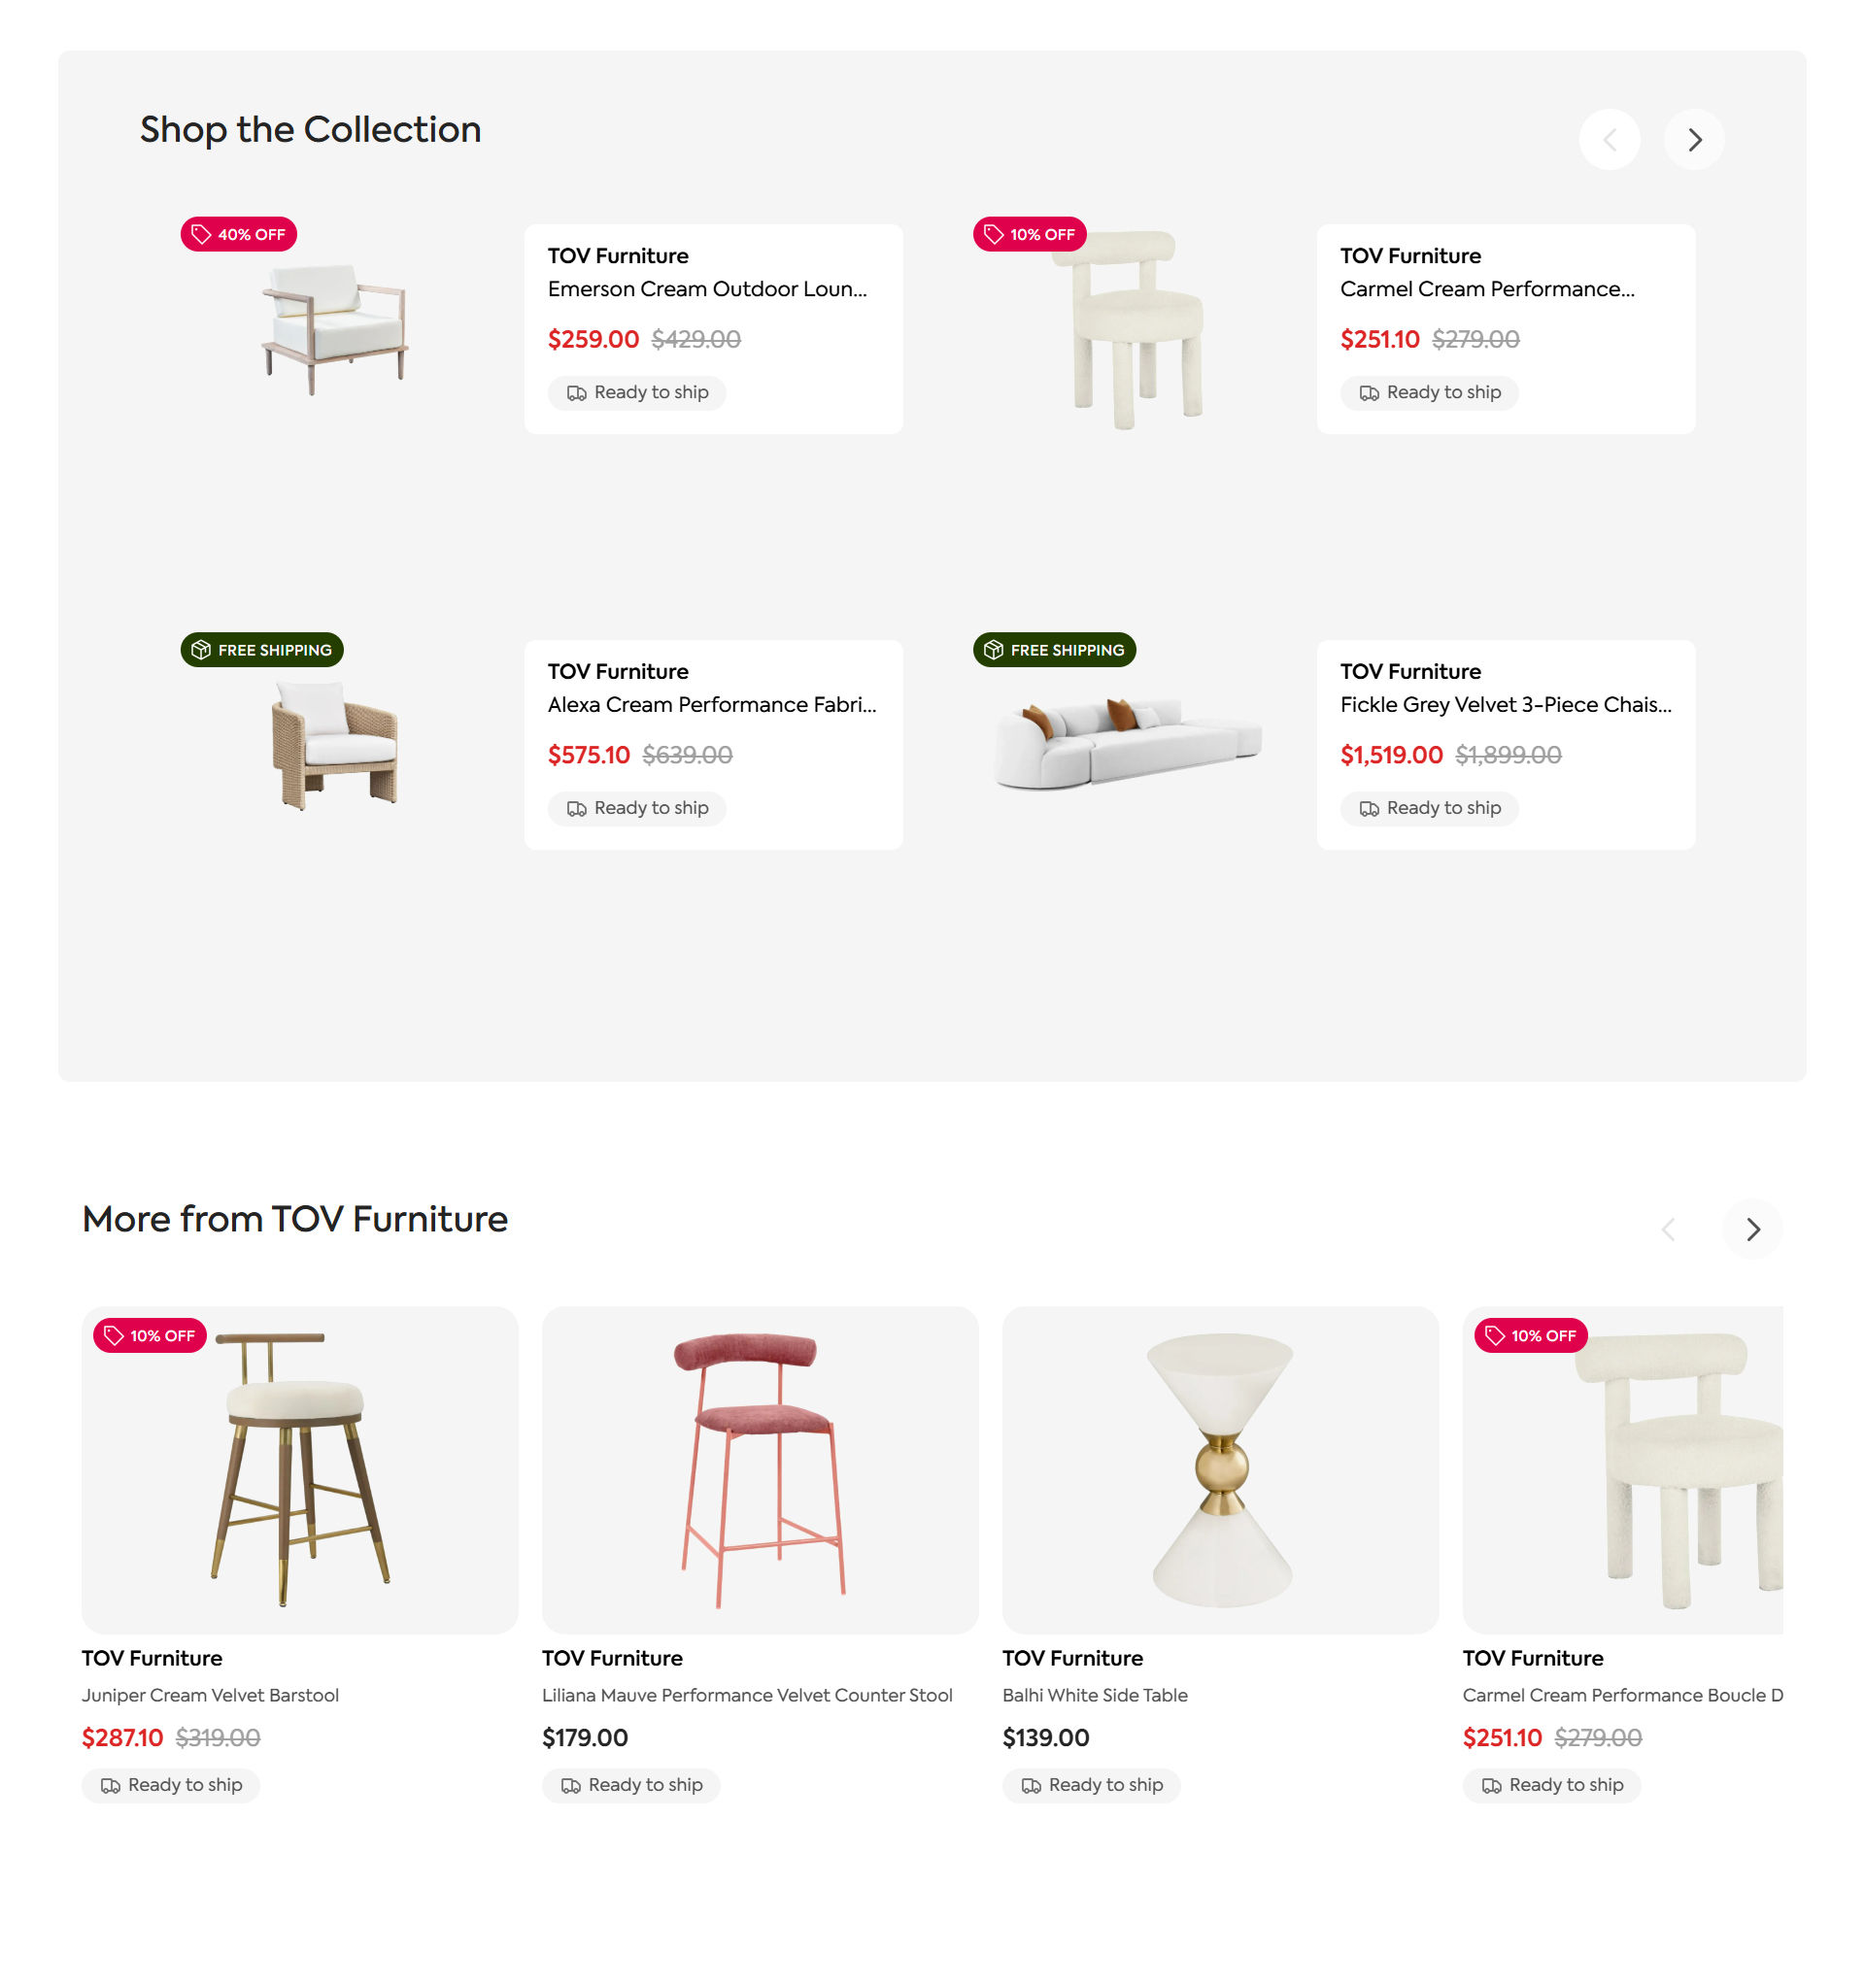 Shop the Collection
40% OFF
TOV Furniture
Emerson Cream Outdoor Loun...
$259.00 $429.00
Ready to ship
10% OFF
TOV Furniture
Carmel Cream Performance...
$251.10 $279.00
Ready to ship
FREE SHIPPING
TOV Furniture
Alexa Cream Performance Fabri...
$575.10 $639.00
Ready to ship
FREE SHIPPING
TOV Furniture
Fickle Grey Velvet 3-Piece Chais...
$1,519.00 $1,899.00
Ready to ship
More from TOV Furniture
10% OFF
TOV Furniture
Juniper Cream Velvet Barstool
$287.10 $319.00
Ready to ship
TOV Furniture
Liliana Mauve Performance Velvet Counter Stool
$179.00
Ready to ship
TOV Furniture
Balhi White Side Table
$139.00
Ready to ship
10% OFF
TOV Furniture
Carmel Cream Performance Boucle D
$251.10 $279.00
Ready to ship